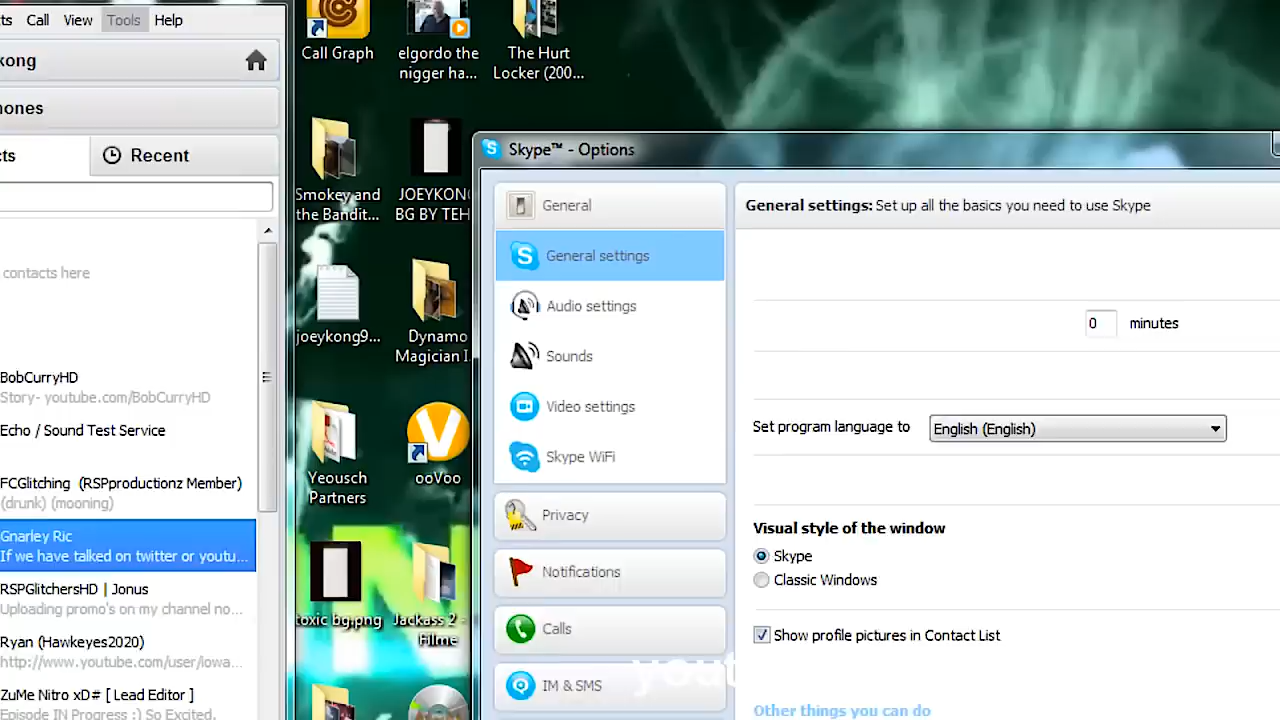 ts Call View Tools Help
kong
hones
ts Recent
contacts here
BobCurryHD
Story- youtube.com/BobCurryHD
Echo / Sound Test Service
FCGlitching (RSPproductionz Member)
(drunk) (mooning)
Gnarley Ric
If we have talked on twitter or youtu...
RSPGlitchersHD | Jonus
Uploading promo's on my channel no...
Ryan (Hawkeyes2020)
http://www.youtube.com/user/iowa...
ZuMe Nitro xD# [ Lead Editor ]
Episode IN Progress :) So Excited,
Call Graph
elgordo the
nigger ha...
The Hurt
Locker (200...
Smokey and
the Bandit...
JOEYKONG
BG BY TEH
joeykong9...
Dynamo
Magician I
Yeousch
Partners
ooVoo
toxic bg.png
Jackass 2 -
Filme
Skype™ - Options
General
General settings
Audio settings
Sounds
Video settings
Skype WiFi
Privacy
Notifications
Calls
IM & SMS
General settings: Set up all the basics you need to use Skype
0 minutes
Set program language to English (English)
Visual style of the window
Skype
Classic Windows
Show profile pictures in Contact List
Other things you can do
yout